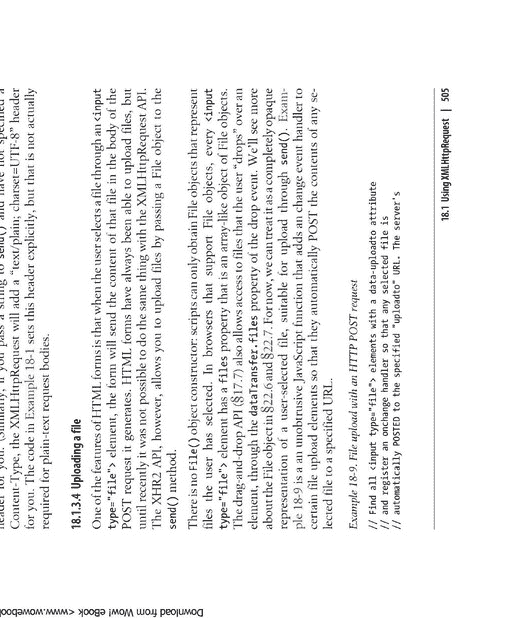 header for you. (Similarly, if you pass a string to send() and have not specified a
Content-Type, the XMLHttpRequest will add a “text/plain; charset=UTF-8” header
for you. The code in Example 18-1 sets this header explicitly, but that is not actually
required for plain-text request bodies.
18.1.3.4 Uploading a file
One of the features of HTML forms is that when the user selects a file through an <input
type="file"> element, the form will send the content of that file in the body of the
POST request it generates. HTML forms have always been able to upload files, but
until recently it was not possible to do the same thing with the XMLHttpRequest API.
The XHR2 API, however, allows you to upload files by passing a File object to the
send() method.
There is no File() object constructor: scripts can only obtain File objects that represent
files the user has selected. In browsers that support File objects, every <input
type="file"> element has a files property that is an array-like object of File objects.
The drag-and-drop API (§17.7) also allows access to files that the user “drops” over an
element, through the dataTransfer.files property of the drop event. We’ll see more
about the File object in §22.6 and §22.7. For now, we can treat it as a completely opaque
representation of a user-selected file, suitable for upload through send(). Exam-
ple 18-9 is a an unobtrusive JavaScript function that adds an change event handler to
certain file upload elements so that they automatically POST the contents of any se-
lected file to a specified URL.
Example 18-9. File upload with an HTTP POST request
// Find all <input type="file"> elements with a data-uploadto attribute
// and register an onchange handler so that any selected file is
// automatically POSTED to the specified "uploadto" URL. The server's
18.1 Using XMLHttpRequest | 505
Download from Wow! eBook <www.wowebook